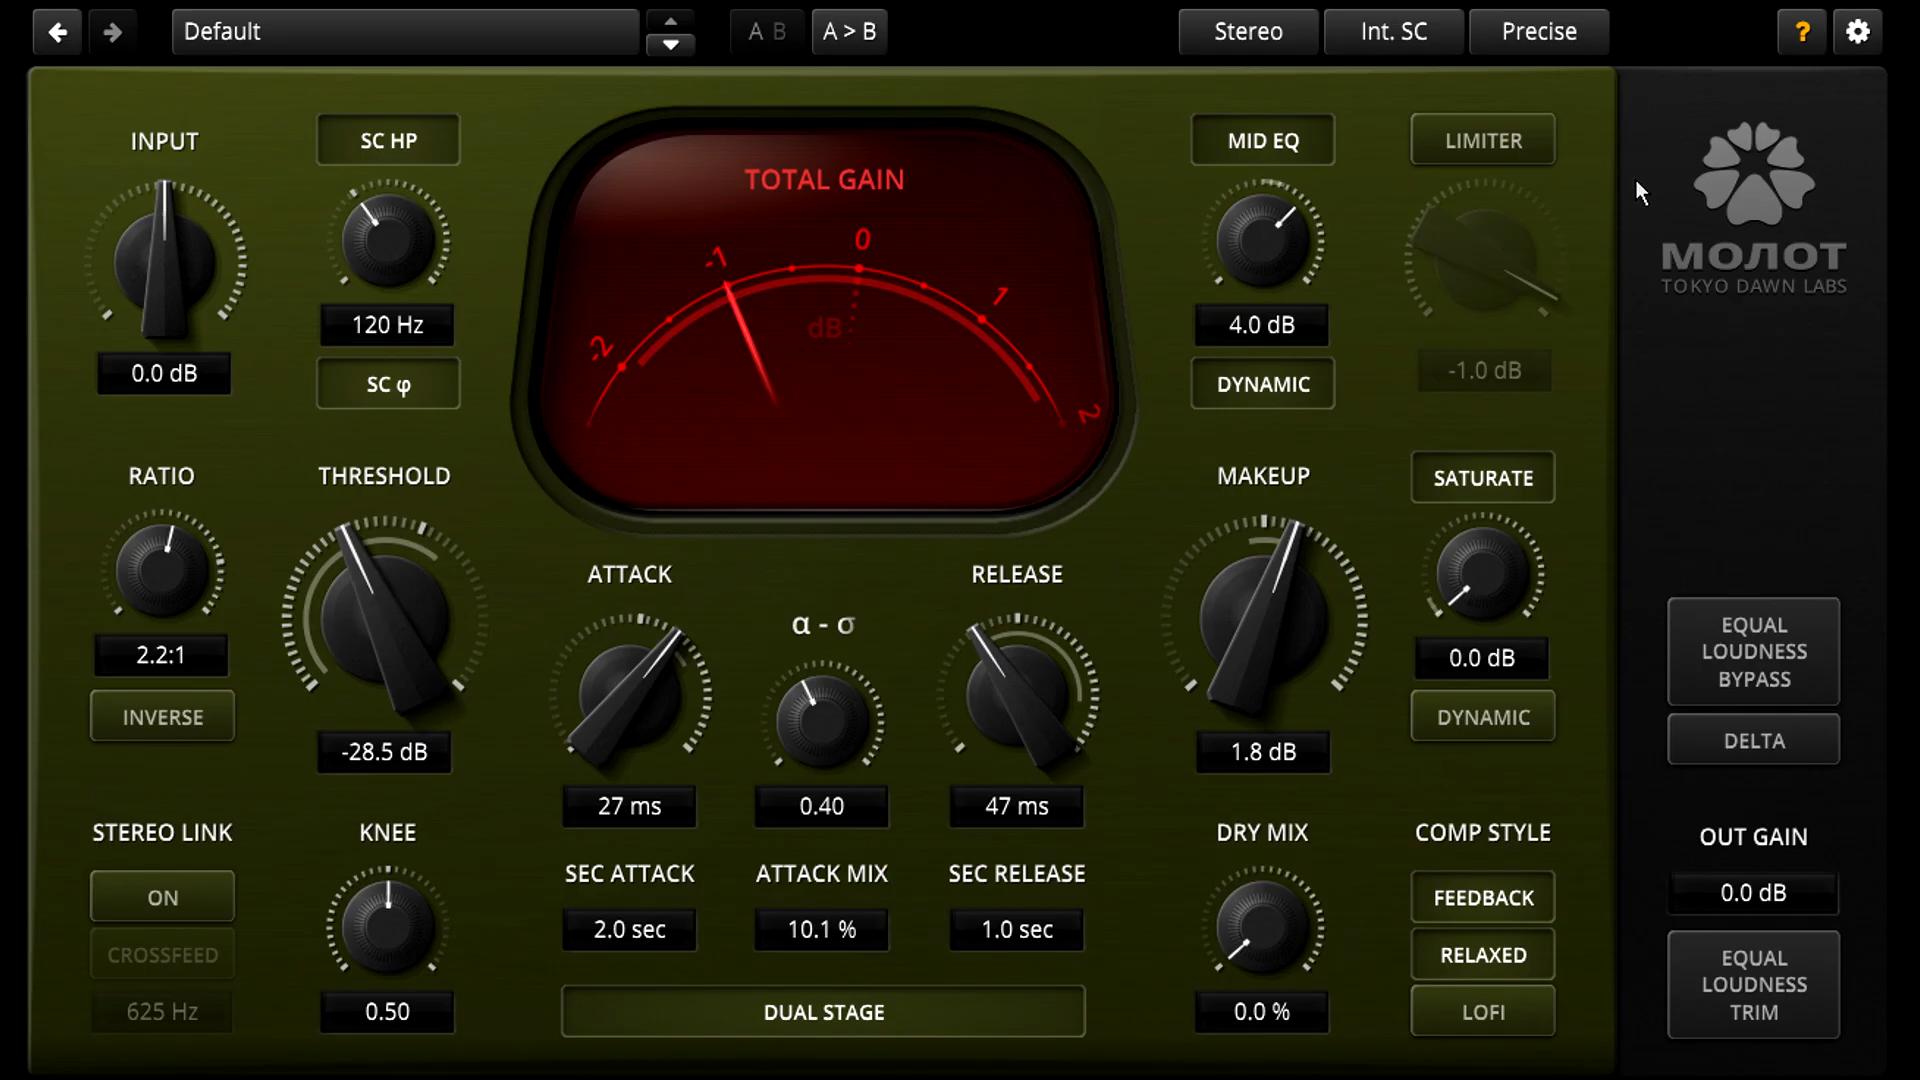 Default
A B
A > B
Stereo
Int. SC
Precise
?
INPUT
0.0 dB
SC HP
120 Hz
SC φ
TOTAL GAIN
-2
-1
0
1
2
dB
MID EQ
4.0 dB
DYNAMIC
LIMITER
-1.0 dB
МОЛОТ
TOKYO DAWN LABS
RATIO
2.2:1
INVERSE
THRESHOLD
-28.5 dB
ATTACK
27 ms
α - σ
0.40
RELEASE
47 ms
MAKEUP
1.8 dB
SATURATE
0.0 dB
DYNAMIC
EQUAL
LOUDNESS
BYPASS
DELTA
STEREO LINK
ON
CROSSFEED
625 Hz
KNEE
0.50
SEC ATTACK
2.0 sec
ATTACK MIX
10.1 %
SEC RELEASE
1.0 sec
DUAL STAGE
DRY MIX
0.0 %
COMP STYLE
FEEDBACK
RELAXED
LOFI
OUT GAIN
0.0 dB
EQUAL
LOUDNESS
TRIM